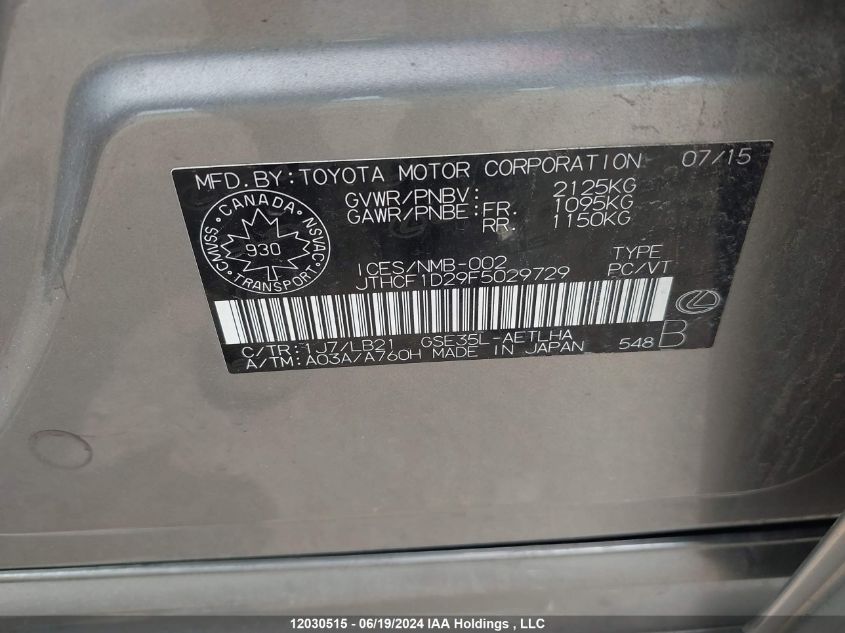 MFD. BY: TOYOTA MOTOR CORPORATION 07/15
GVWR/PNBV: 2125KG
GAWR/PNBE: FR. 1095KG
RR. 1150KG
CANADA
CMVSS NSVAC
930
TRANSPORT
ICES/NMB-002 TYPE
JTHCF1D29F5029729 PC/VT
C/TR: 1J7/LB21 GSE35L-AETLHA
A/TM: A03A/A760H MADE IN JAPAN 548 B
12030515 - 06/19/2024 IAA Holdings , LLC